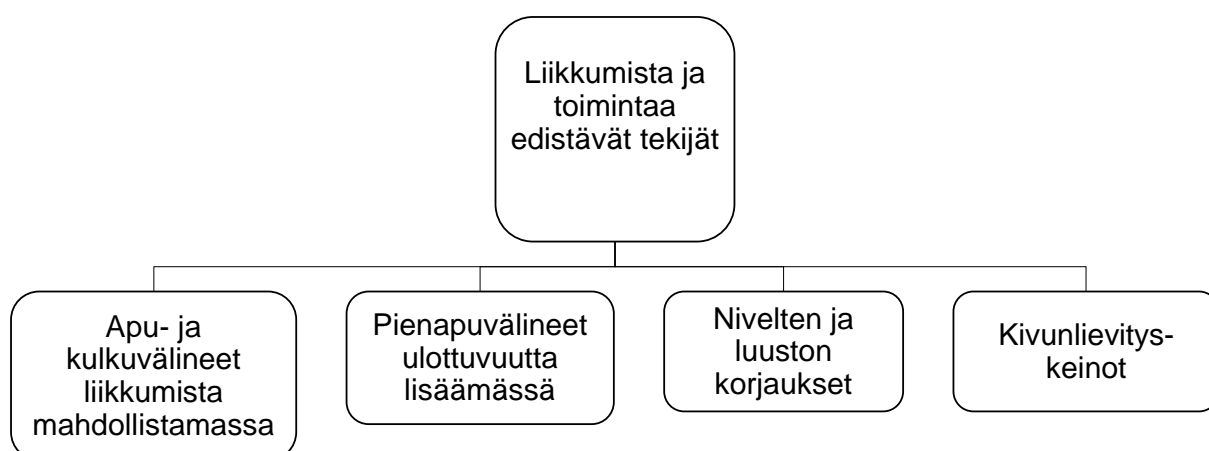 Liikkumista ja
toimintaa
edistävät tekijät
Apu- ja
kulkuvälineet
liikkumista
mahdollistamassa
Pienapuvälineet
ulottuvuutta
lisäämässä
Nivelten ja
luuston
korjaukset
Kivunlievitys-
keinot